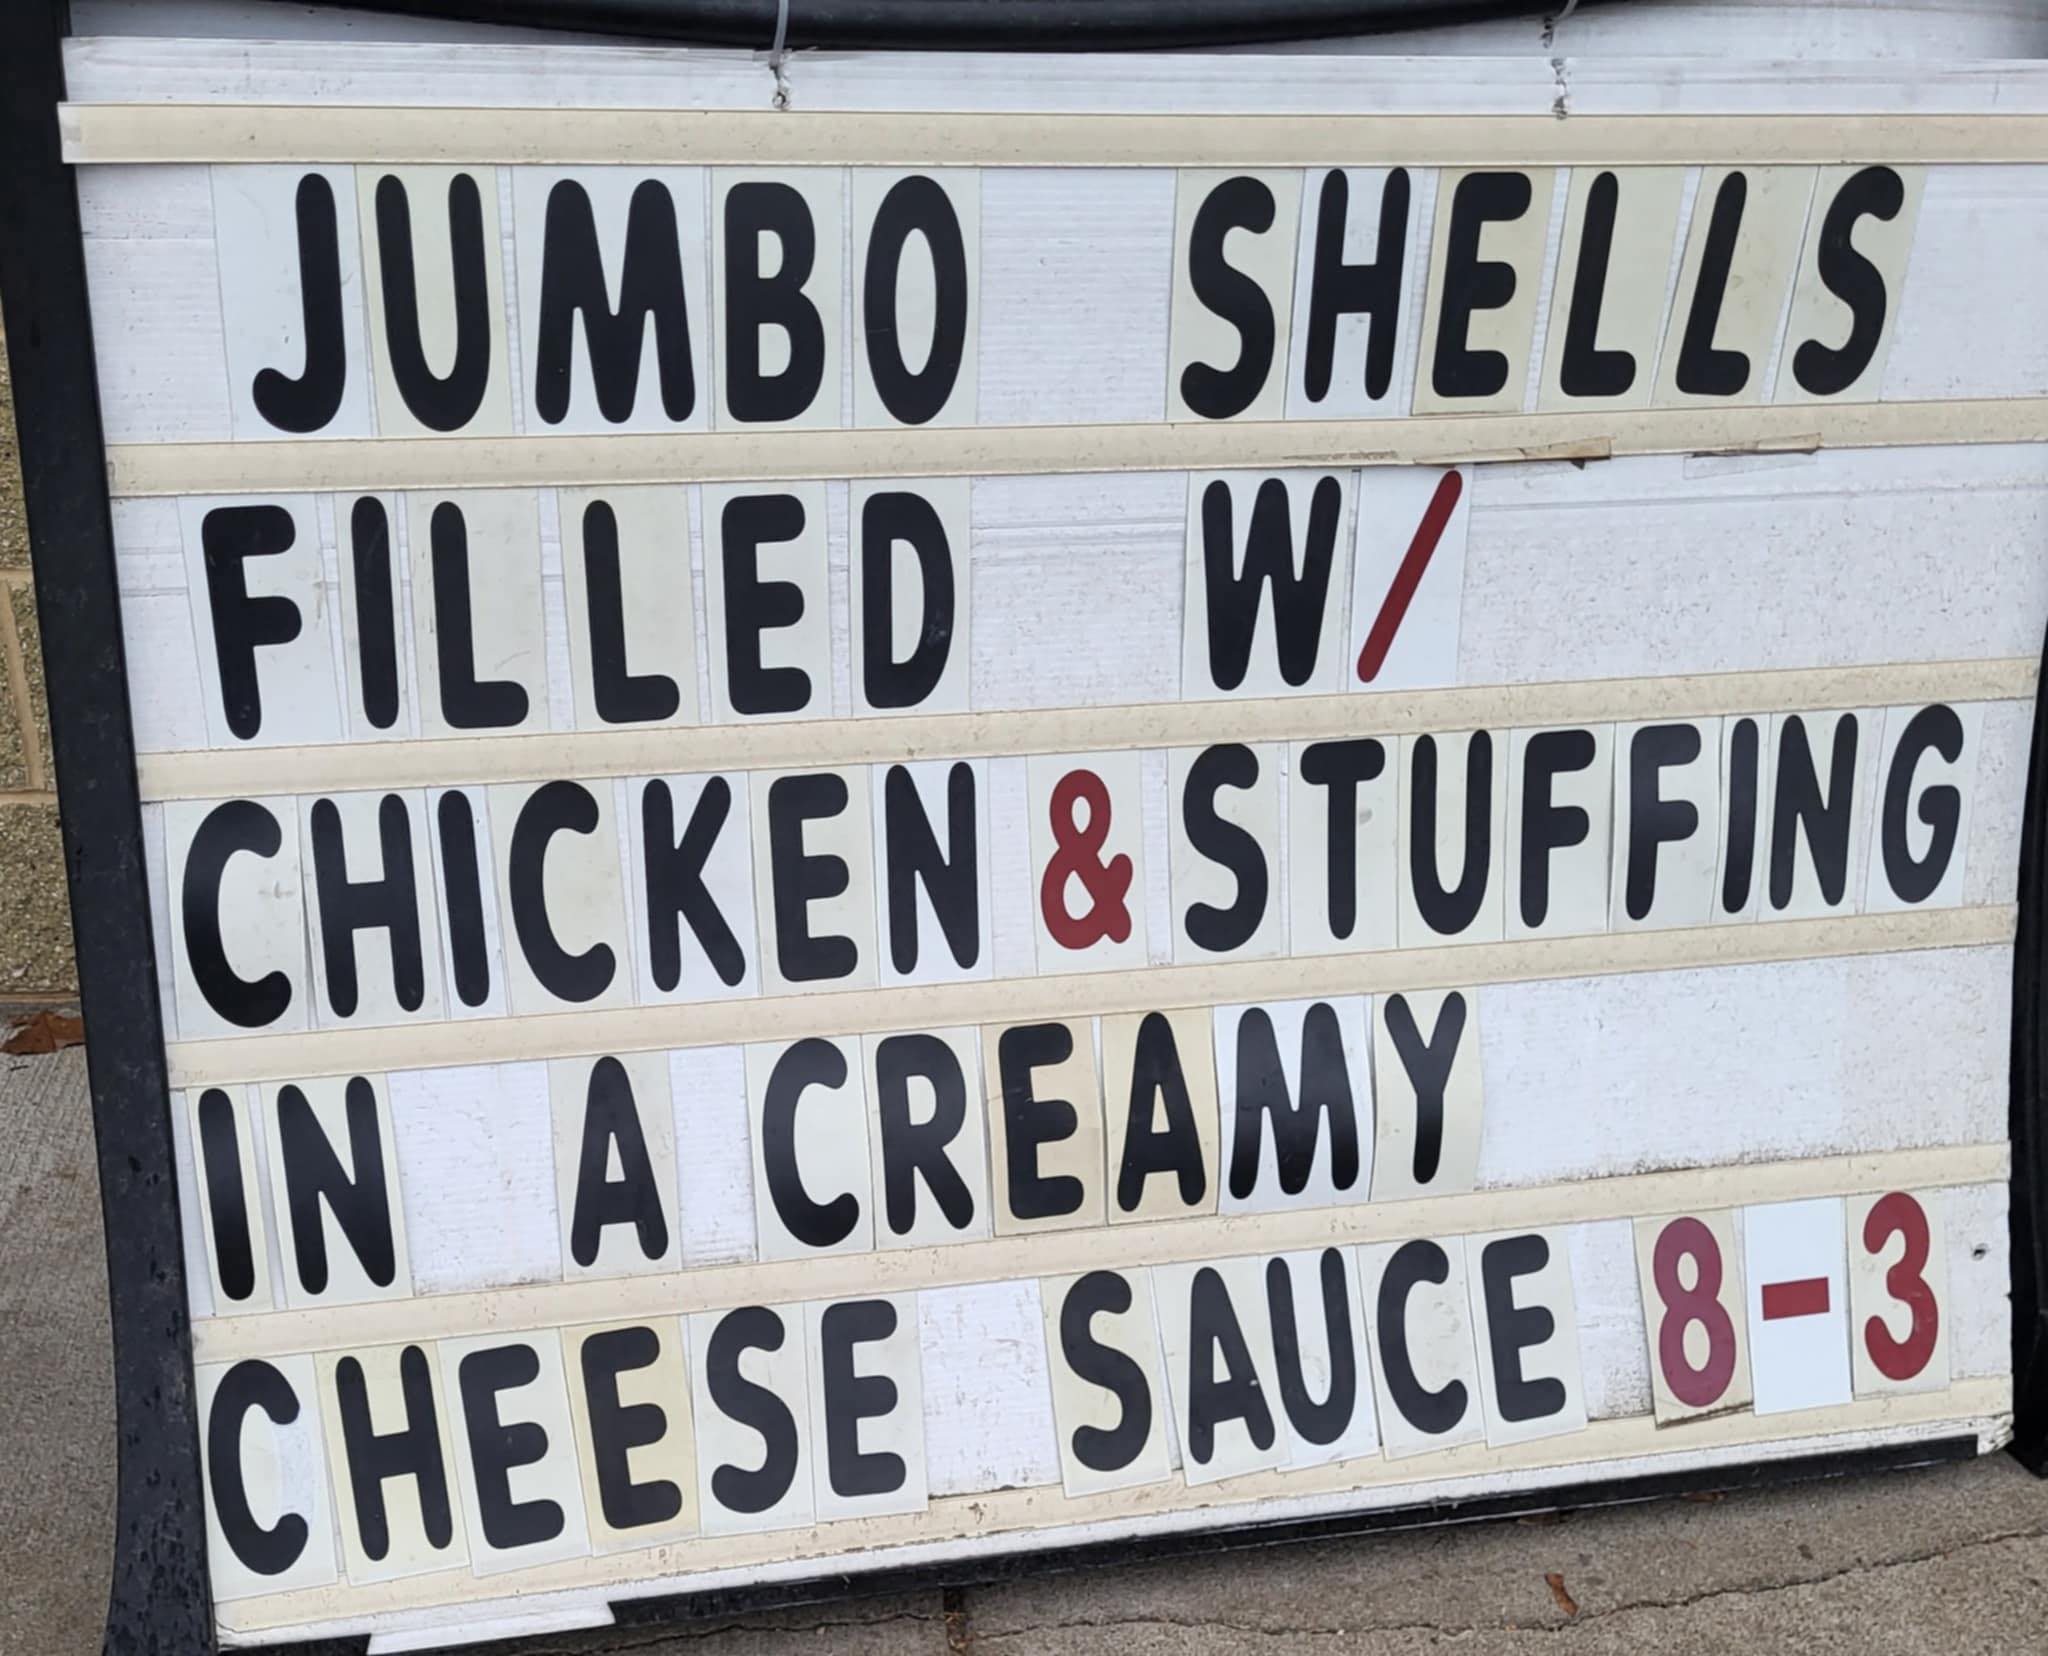 JUMBO SHELLS
FILLED W/
CHICKEN & STUFFING
IN A CREAMY
CHEESE SAUCE 8-3